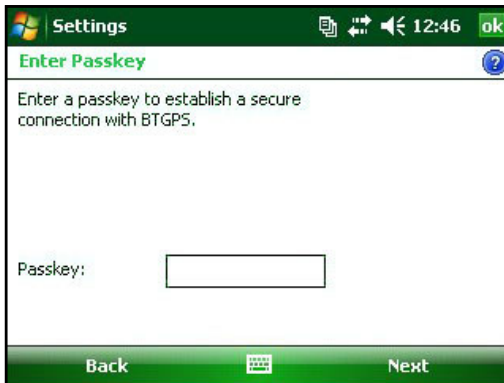 Settings 12:46 ok
Enter Passkey ?
Enter a passkey to establish a secure
connection with BTGPS.
Passkey:
Back Next